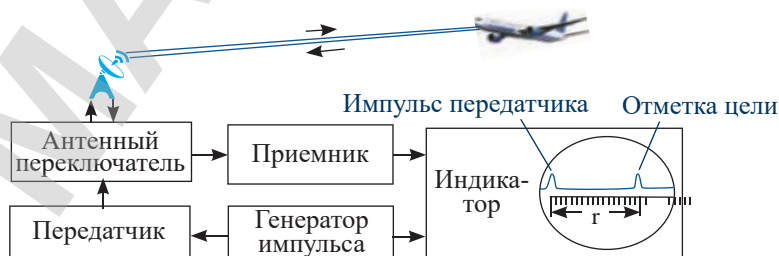 Импульс передатчика
Отметка цели
Антенный
переключатель
Приемник
Индика-
тор
r
Передатчик
Генератор
импульса